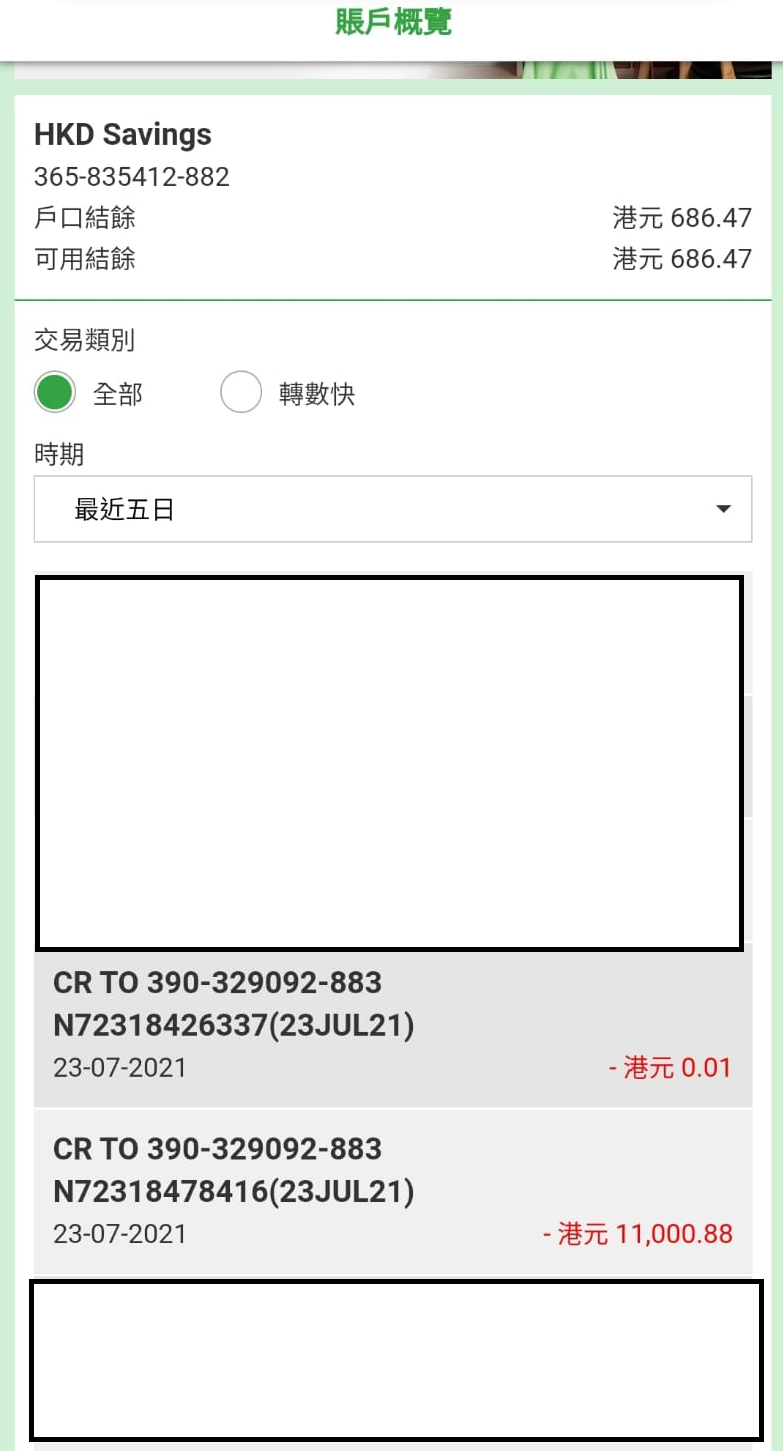 賬戶概覽
HKD Savings
365-835412-882
戶口結餘 港元 686.47
可用結餘 港元 686.47
交易類別
全部 轉數快
時期
最近五日
CR TO 390-329092-883
N72318426337(23JUL21)
23-07-2021 - 港元 0.01
CR TO 390-329092-883
N72318478416(23JUL21)
23-07-2021 - 港元 11,000.88